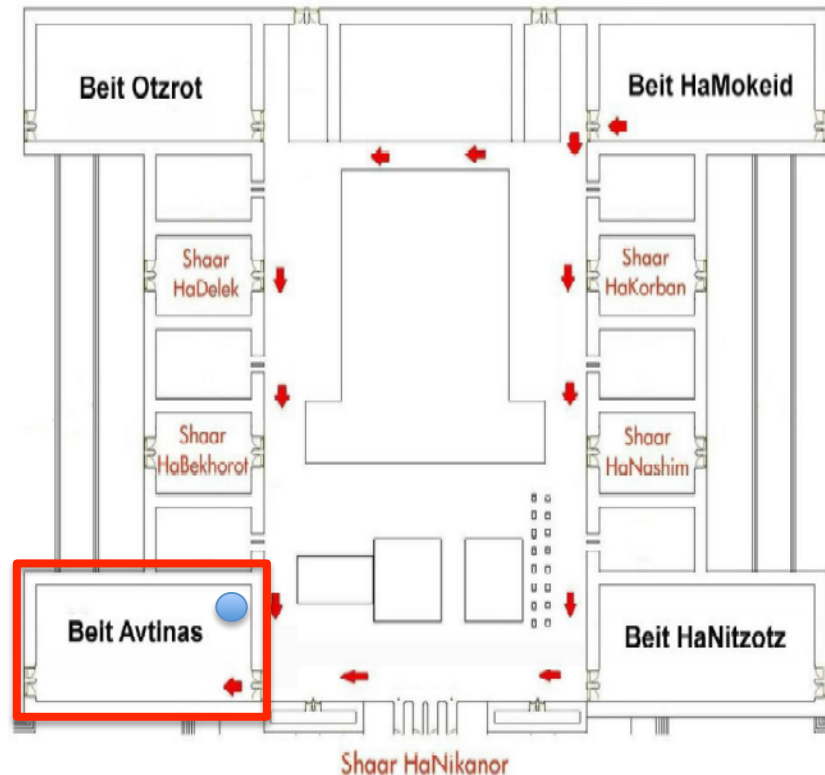 Beit Otzrot
Beit HaMokeid
Shaar
HaDelek
Shaar
HaKorban
Shaar
HaBekhorot
Shaar
HaNashim
Beit Avtinas
Beit HaNitzotz
Shaar HaNikanor